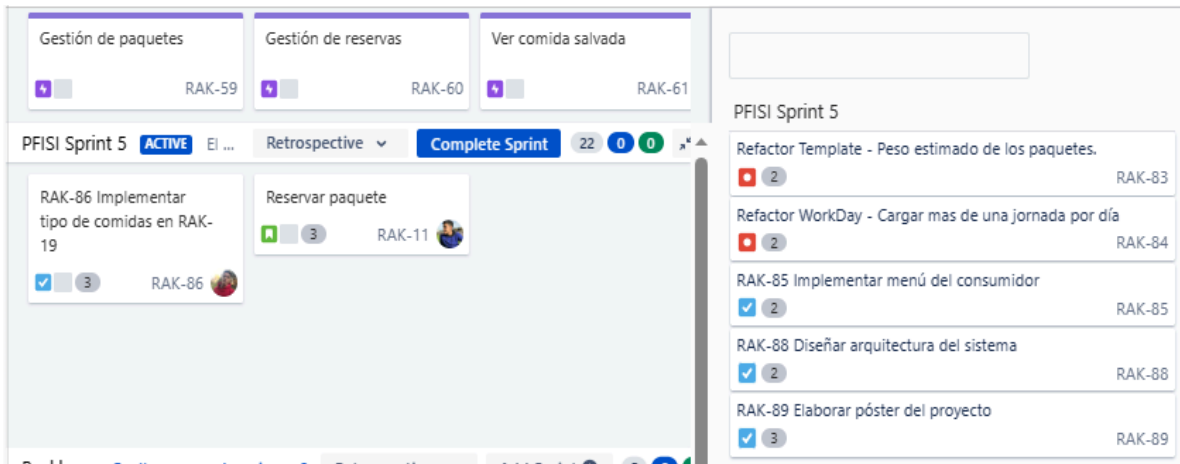 Gestión de paquetes
RAK-59
Gestión de reservas
RAK-60
Ver comida salvada
RAK-61
PFISI Sprint 5 ACTIVE El ... Retrospective Complete Sprint 22 0 0
RAK-86 Implementar
tipo de comidas en RAK-
19
3 RAK-86
Reservar paquete
3 RAK-11
PFISI Sprint 5
Refactor Template - Peso estimado de los paquetes.
2 RAK-83
Refactor WorkDay - Cargar mas de una jornada por día
2 RAK-84
RAK-85 Implementar menú del consumidor
2 RAK-85
RAK-88 Diseñar arquitectura del sistema
2 RAK-88
RAK-89 Elaborar póster del proyecto
3 RAK-89